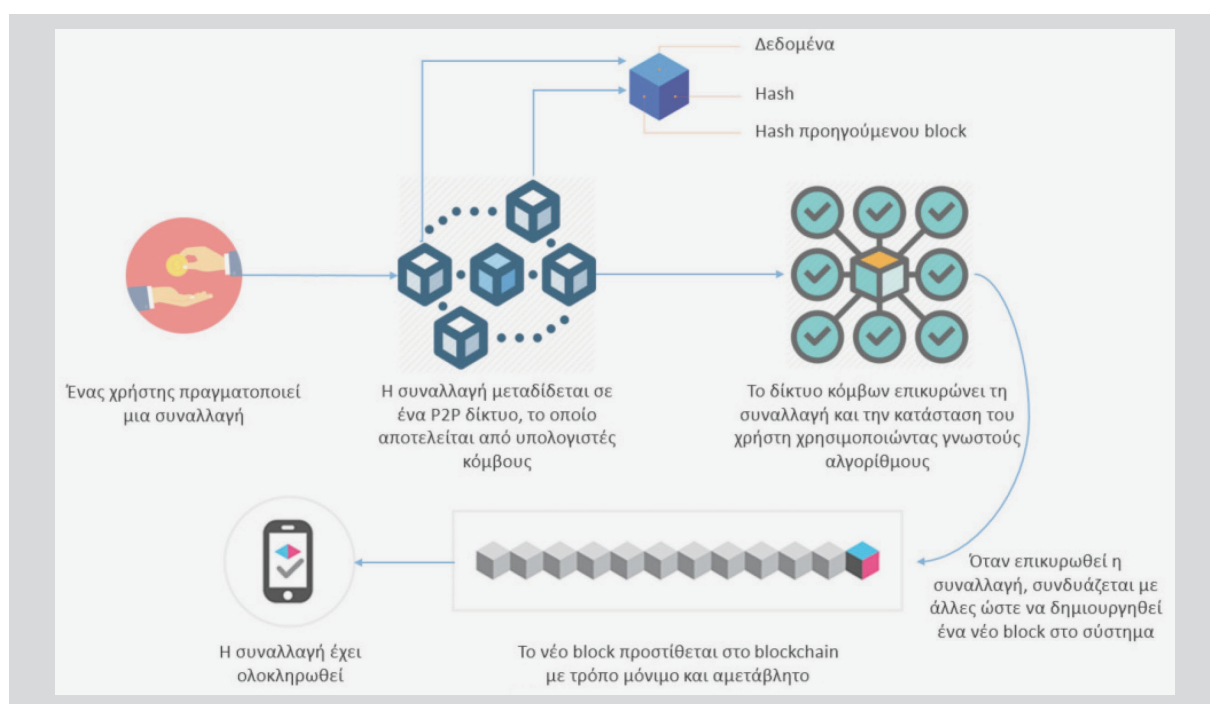 Δεδομένα
Hash
Hash προηγούμενου block
Ένας χρήστης πραγματοποιεί
μια συναλλαγή
Η συναλλαγή μεταδίδεται σε
ένα P2P δίκτυο, το οποίο
αποτελείται από υπολογιστές
κόμβους
Το δίκτυο κόμβων επικυρώνει τη
συναλλαγή και την κατάσταση του
χρήστη χρησιμοποιώντας γνωστούς
αλγορίθμους
Όταν επικυρωθεί η
συναλλαγή, συνδυάζεται με
άλλες ώστε να δημιουργηθεί
ένα νέο block στο σύστημα
Το νέο block προστίθεται στο blockchain
με τρόπο μόνιμο και αμετάβλητο
Η συναλλαγή έχει
ολοκληρωθεί